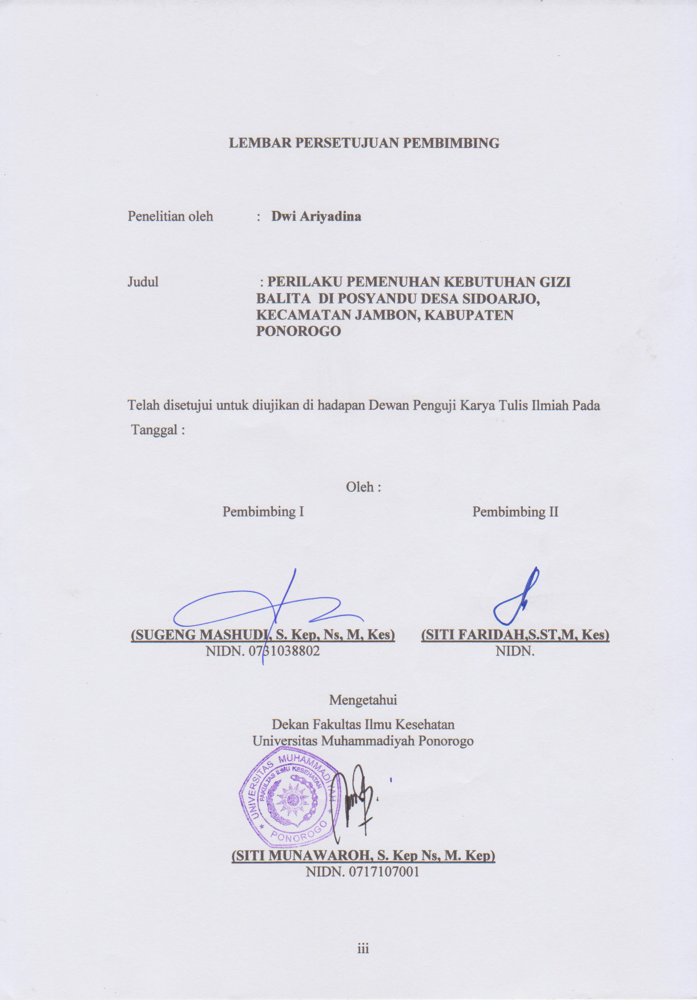 LEMBAR PERSETUJUAN PEMBIMBING
Penelitian oleh : Dwi Ariyadina
Judul : PERILAKU PEMENUHAN KEBUTUHAN GIZI
BALITA DI POSYANDU DESA SIDOARJO,
KECAMATAN JAMBON, KABUPATEN
PONOROGO
Telah disetujui untuk diujikan di hadapan Dewan Penguji Karya Tulis Ilmiah Pada
Tanggal :
Oleh :
Pembimbing I Pembimbing II
(SUGENG MASHUDI, S. Kep, Ns, M, Kes) (SITI FARIDAH,S.ST,M, Kes)
NIDN. 0731038802 NIDN.
Mengetahui
Dekan Fakultas Ilmu Kesehatan
Universitas Muhammadiyah Ponorogo
UNIVERSITAS MUHAMMADIYAH
FAKULTAS ILMU KESEHATAN
PONOROGO
(SITI MUNAWAROH, S. Kep Ns, M. Kep)
NIDN. 0717107001
iii